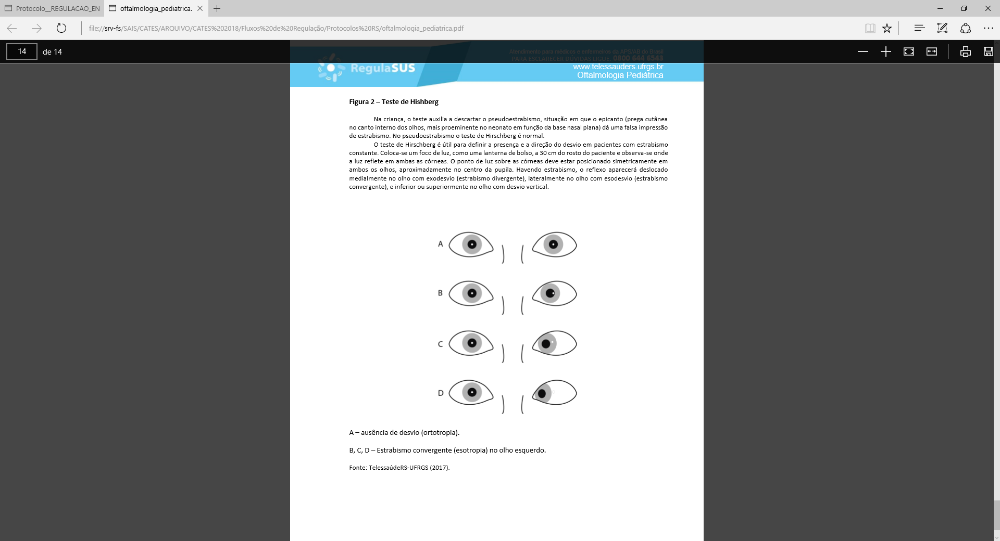 Protocolo__REGULACAO_EN
oftalmologia_pediatrica.
file://srv-fs/SAIS/CATES/ARQUIVO/CATES%202018/Fluxos%20de%20Regulação/Protocolos%20RS/oftalmologia_pediatrica.pdf
14 de 14
Atendimento para médicos e enfermeiros da APS/AB do Brasil
PARA ESCLARECER DÚVIDAS LIGUE: 0800 644 6543
RegulaSUS
www.telessauders.ufrgs.br
Oftalmologia Pediátrica
Figura 2 – Teste de Hishberg
Na criança, o teste auxilia a descartar o pseudoestrabismo, situação em que o epicanto (prega cutânea
no canto interno dos olhos, mais proeminente no neonato em função da base nasal plana) dá uma falsa impressão
de estrabismo. No pseudoestrabismo o teste de Hirschberg é normal.
O teste de Hirschberg é útil para definir a presença e a direção do desvio em pacientes com estrabismo
constante. Coloca-se um foco de luz, como uma lanterna de bolso, a 30 cm do rosto do paciente e observa-se onde
a luz reflete em ambas as córneas. O ponto de luz sobre as córneas deve estar posicionado simetricamente em
ambos os olhos, aproximadamente no centro da pupila. Havendo estrabismo, o reflexo aparecerá deslocado
medialmente no olho com exodesvio (estrabismo divergente), lateralmente no olho com esodesvio (estrabismo
convergente), e inferior ou superiormente no olho com desvio vertical.
A
B
C
D
A – ausência de desvio (ortotropia).
B, C, D – Estrabismo convergente (esotropia) no olho esquerdo.
Fonte: TelessaúdeRS-UFRGS (2017).